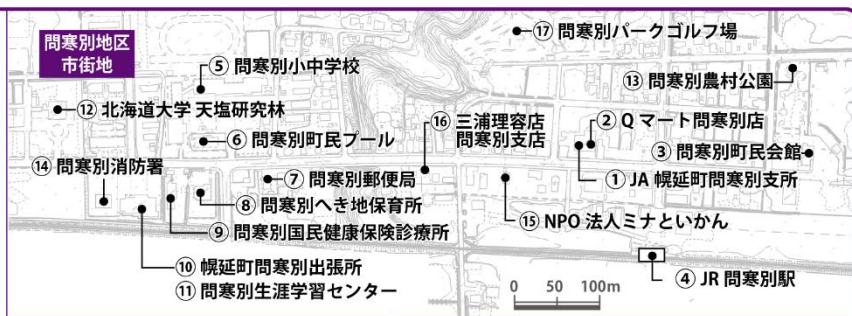 問寒別地区
市街地
⑰ 問寒別パークゴルフ場
⑤ 問寒別小中学校
⑬ 問寒別農村公園
⑫ 北海道大学 天塩研究林
⑯ 三浦理容店
問寒別支店
② Qマート問寒別店
⑥ 問寒別町民プール
③ 問寒別町民会館
⑭ 問寒別消防署
⑦ 問寒別郵便局
① JA 幌延町問寒別支所
⑧ 問寒別へき地保育所
⑮ NPO 法人ミナといかん
⑨ 問寒別国民健康保険診療所
⑩ 幌延町問寒別出張所
④ JR 問寒別駅
⑪ 問寒別生涯学習センター
0 50 100m